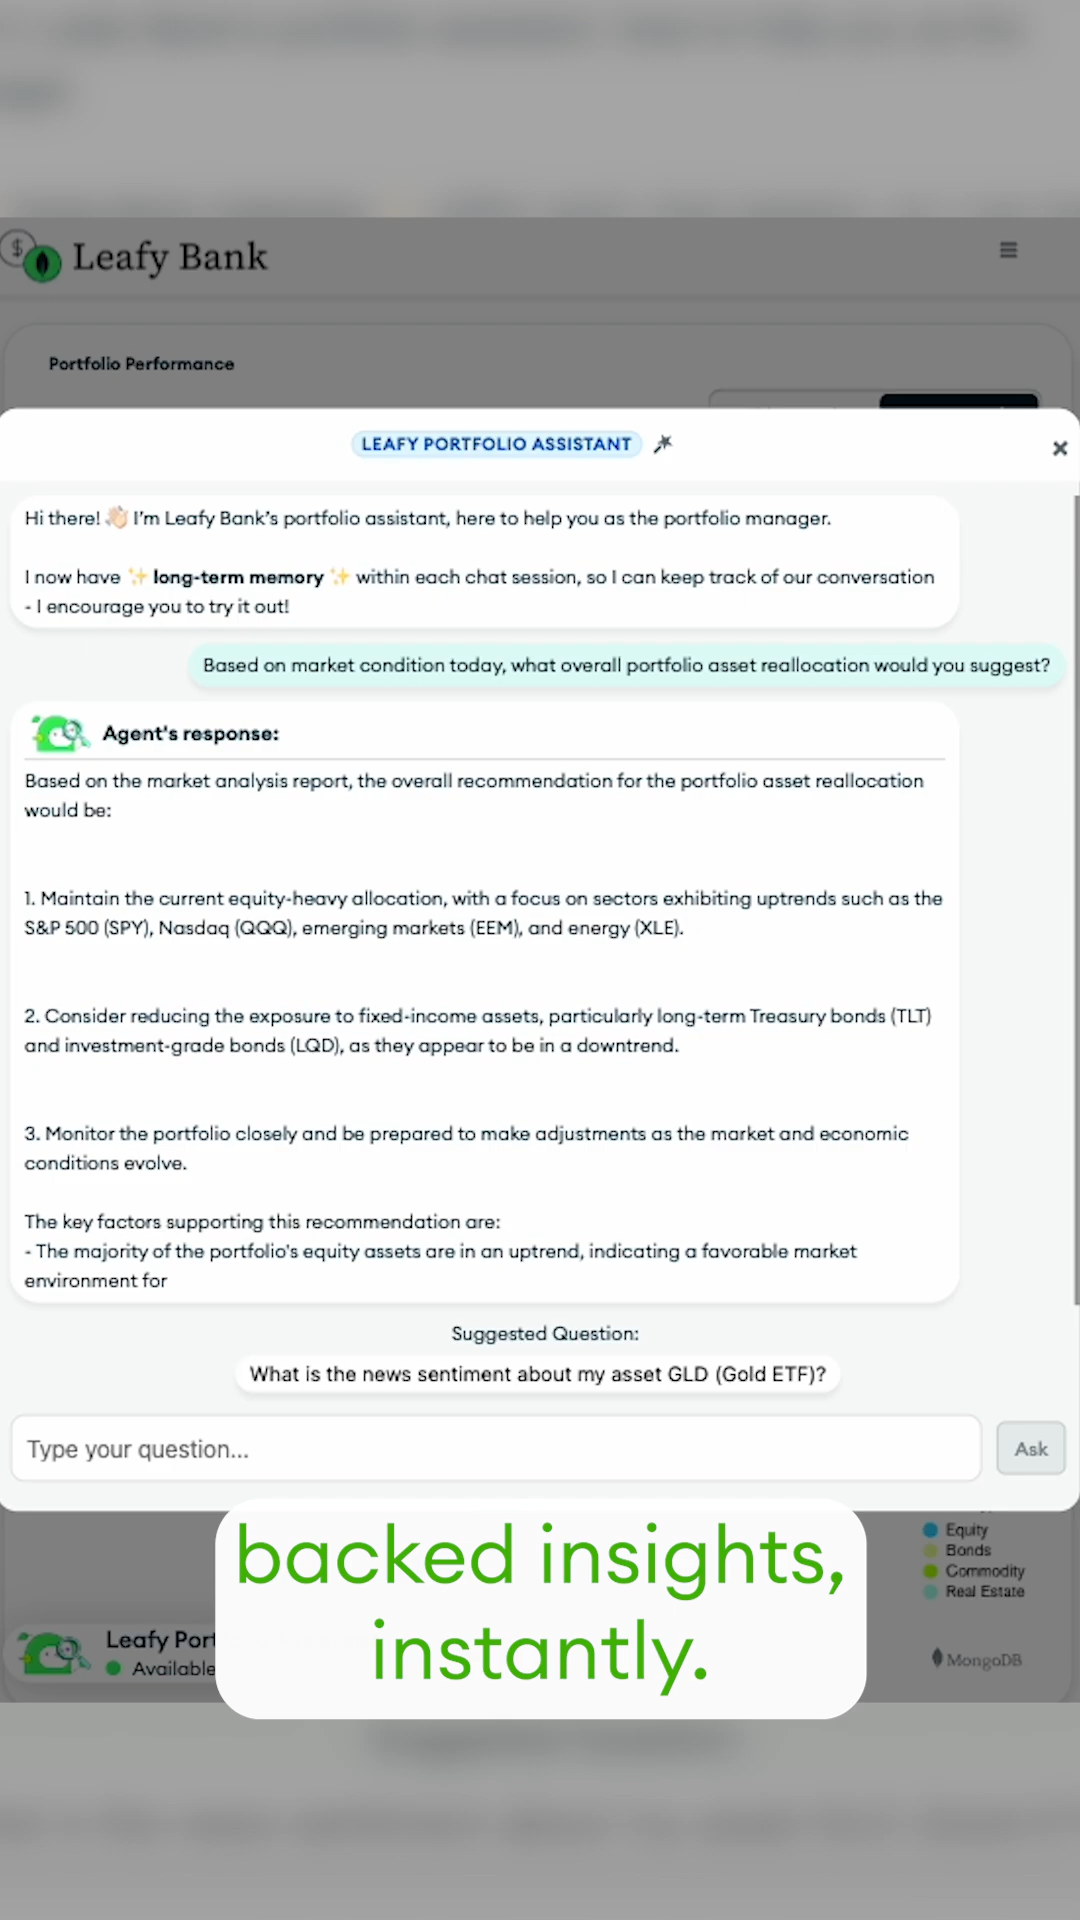 Leafy Bank
Portfolio Performance
LEAFY PORTFOLIO ASSISTANT
Hi there! 👋🏻 I'm Leafy Bank's portfolio assistant, here to help you as the portfolio manager.
I now have ✨ long-term memory ✨ within each chat session, so I can keep track of our conversation
- I encourage you to try it out!
Based on market condition today, what overall portfolio asset reallocation would you suggest?
Agent's response:
Based on the market analysis report, the overall recommendation for the portfolio asset reallocation
would be:
1. Maintain the current equity-heavy allocation, with a focus on sectors exhibiting uptrends such as the
S&P 500 (SPY), Nasdaq (QQQ), emerging markets (EEM), and energy (XLE).
2. Consider reducing the exposure to fixed-income assets, particularly long-term Treasury bonds (TLT)
and investment-grade bonds (LQD), as they appear to be in a downtrend.
3. Monitor the portfolio closely and be prepared to make adjustments as the market and economic
conditions evolve.
The key factors supporting this recommendation are:
- The majority of the portfolio's equity assets are in an uptrend, indicating a favorable market
environment for
Suggested Question:
What is the news sentiment about my asset GLD (Gold ETF)?
Type your question...
Ask
backed insights,
instantly.
Equity
Bonds
Commodity
Real Estate
Leafy Por
Available
MongoDB